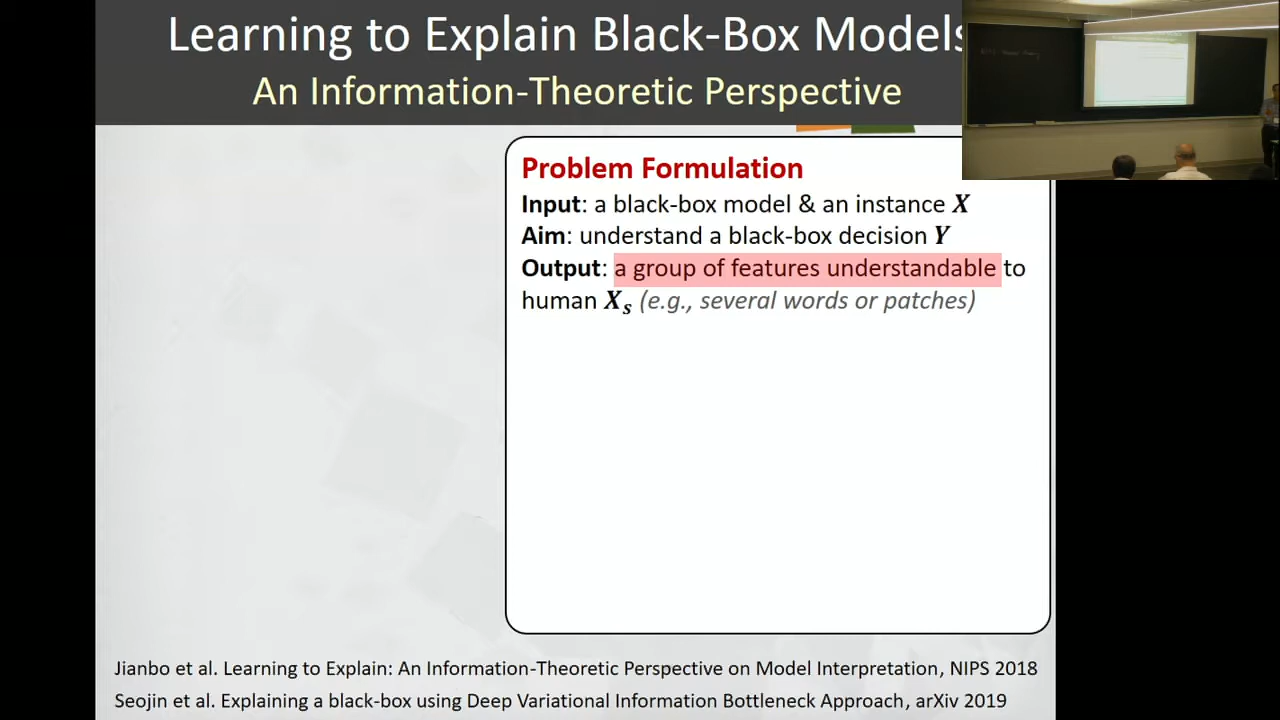 Learning to Explain Black-Box Models
An Information-Theoretic Perspective
Problem Formulation
Input: a black-box model & an instance X
Aim: understand a black-box decision Y
Output: a group of features understandable to
human Xs (e.g., several words or patches)
Jianbo et al. Learning to Explain: An Information-Theoretic Perspective on Model Interpretation, NIPS 2018
Seojin et al. Explaining a black-box using Deep Variational Information Bottleneck Approach, arXiv 2019